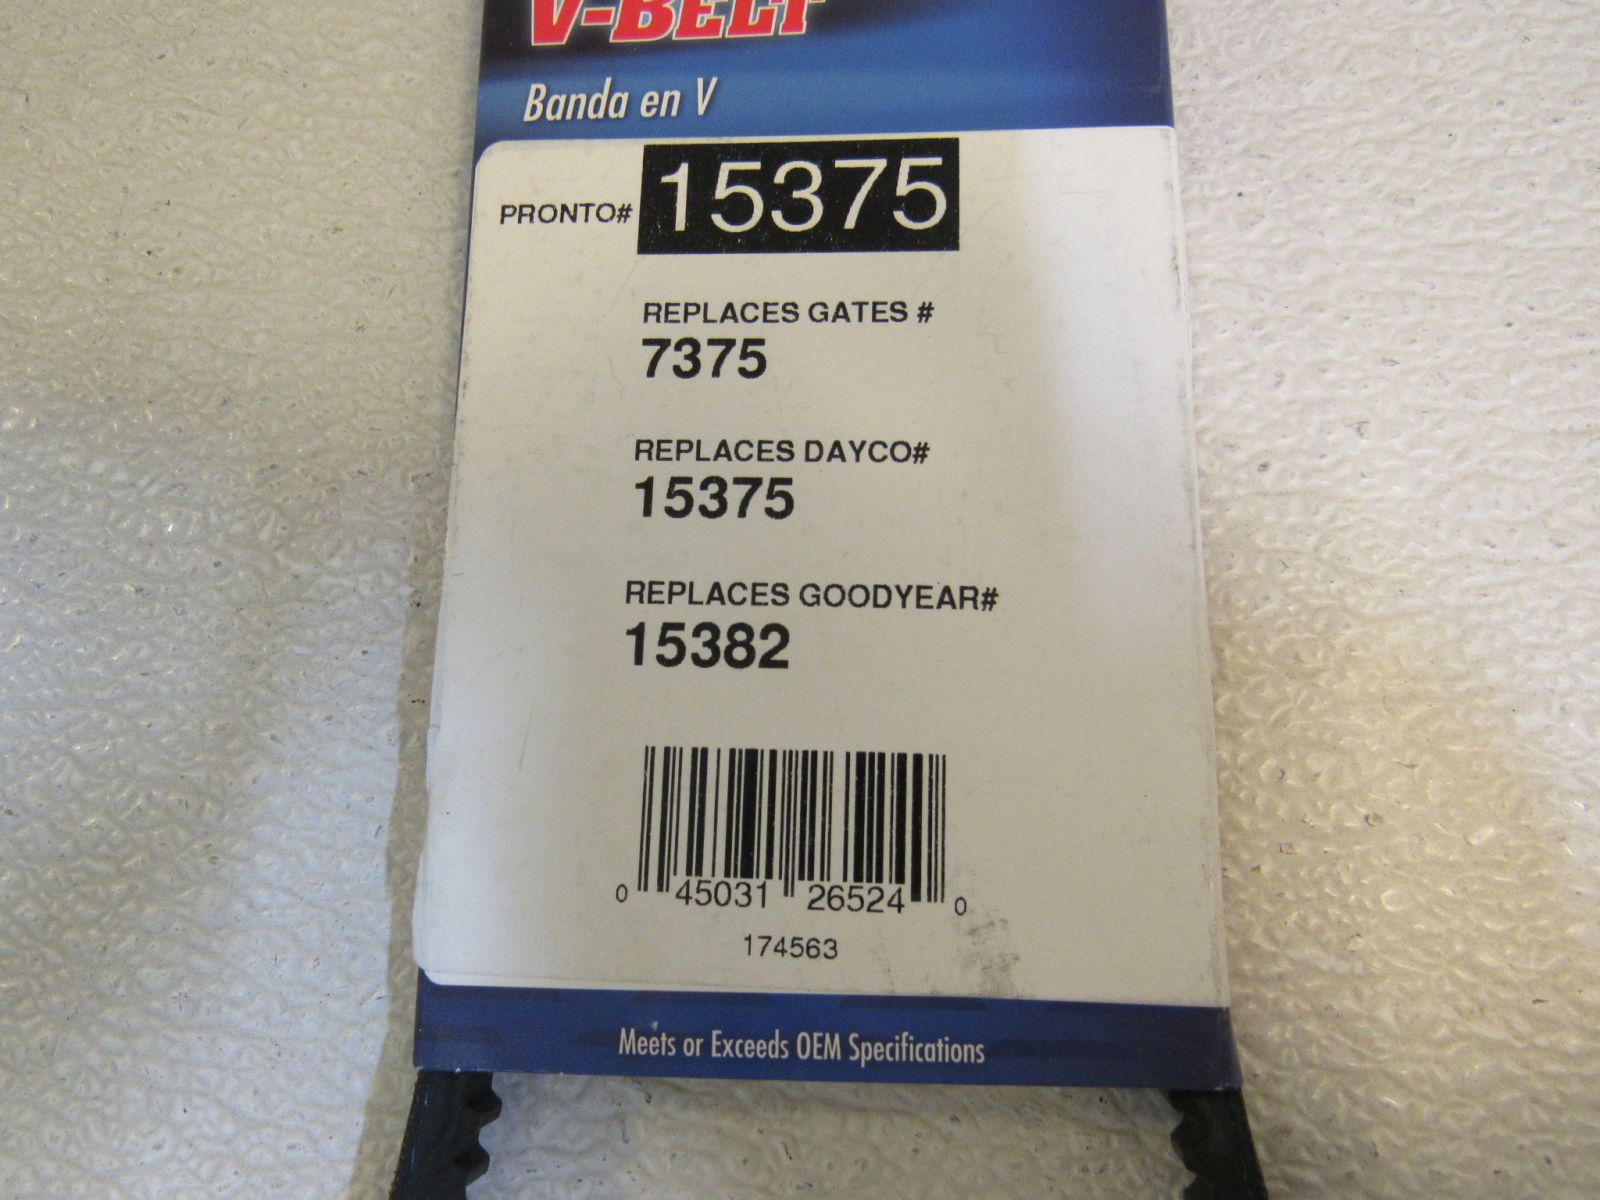 V-BELT
Banda en V
PRONTO# 15375
REPLACES GATES #
7375
REPLACES DAYCO#
15375
REPLACES GOODYEAR#
15382
0 45031 26524 0
174563
Meets or Exceeds OEM Specifications